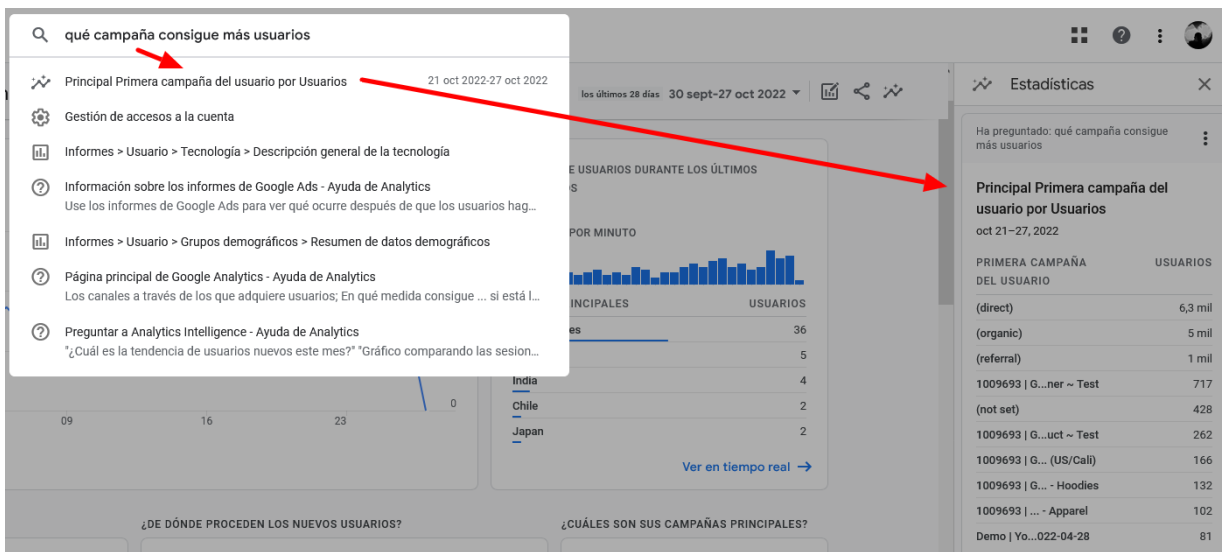 qué campaña consigue más usuarios
Principal Primera campaña del usuario por Usuarios 21 oct 2022-27 oct 2022
Gestión de accesos a la cuenta
Informes > Usuario > Tecnología > Descripción general de la tecnología
Información sobre los informes de Google Ads - Ayuda de Analytics
Use los informes de Google Ads para ver qué ocurre después de que los usuarios hag...
Informes > Usuario > Grupos demográficos > Resumen de datos demográficos
Página principal de Google Analytics - Ayuda de Analytics
Los canales a través de los que adquiere usuarios; En qué medida consigue ... si está l...
Preguntar a Analytics Intelligence - Ayuda de Analytics
"¿Cuál es la tendencia de usuarios nuevos este mes?" "Gráfico comparando las sesion...
los últimos 28 días 30 sept-27 oct 2022
E USUARIOS DURANTE LOS ÚLTIMOS
OS
POR MINUTO
INCIPALES USUARIOS
es 36
5
India 4
Chile 2
Japan 2
Ver en tiempo real
0
09 16 23
¿DE DÓNDE PROCEDEN LOS NUEVOS USUARIOS?
¿CUÁLES SON SUS CAMPAÑAS PRINCIPALES?
Estadísticas
Ha preguntado: qué campaña consigue
más usuarios
Principal Primera campaña del
usuario por Usuarios
oct 21–27, 2022
PRIMERA CAMPAÑA USUARIOS
DEL USUARIO
(direct) 6,3 mil
(organic) 5 mil
(referral) 1 mil
1009693 | G...ner ~ Test 717
(not set) 428
1009693 | G...uct ~ Test 262
1009693 | G... (US/Cali) 166
1009693 | G... - Hoodies 132
1009693 | ... - Apparel 102
Demo | Yo...022-04-28 81